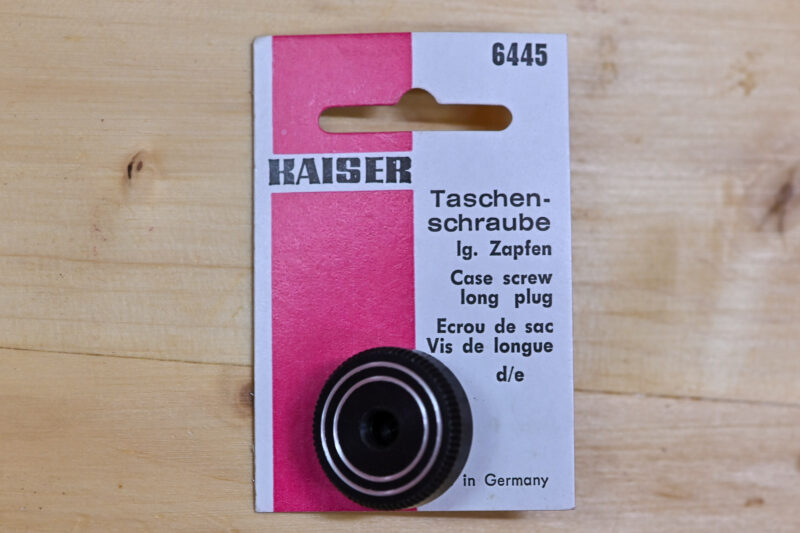 6445
KAISER
Taschen-
schraube
lg. Zapfen
Case screw
long plug
Ecrou de sac
Vis de longue
d/e
in Germany